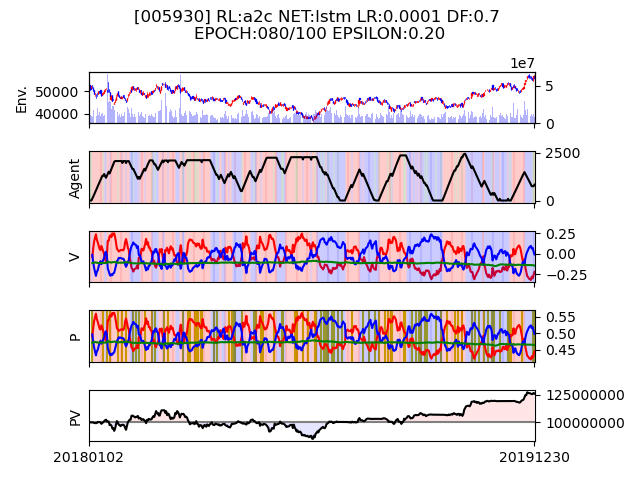 [005930] RL:a2c NET:lstm LR:0.0001 DF:0.7
EPOCH:080/100 EPSILON:0.20
1e7
Env.
50000
40000
5
0
Agent
2500
0
V
0.25
0.00
−0.25
P
0.55
0.50
0.45
PV
125000000
100000000
20180102
20191230